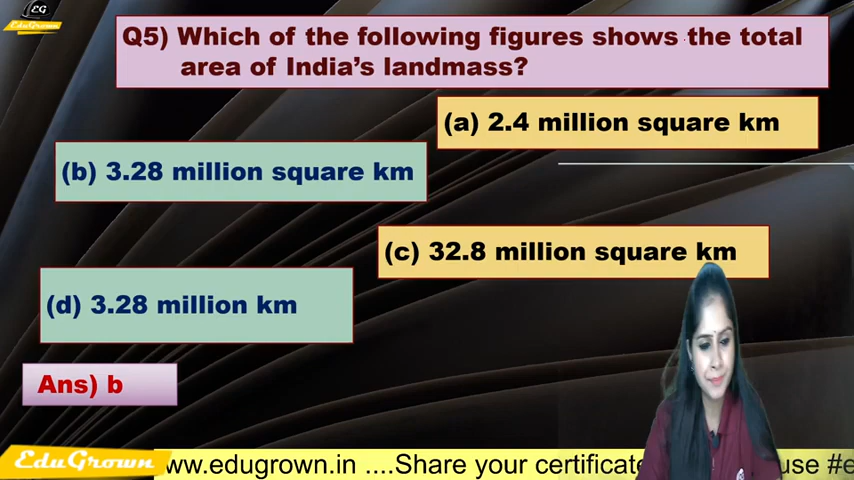 EG
EduGrown
Q5) Which of the following figures shows the total
area of India's landmass?
(a) 2.4 million square km
(b) 3.28 million square km
(c) 32.8 million square km
(d) 3.28 million km
Ans) b
EduGrown
ww.edugrown.in ....Share your certificate use #e